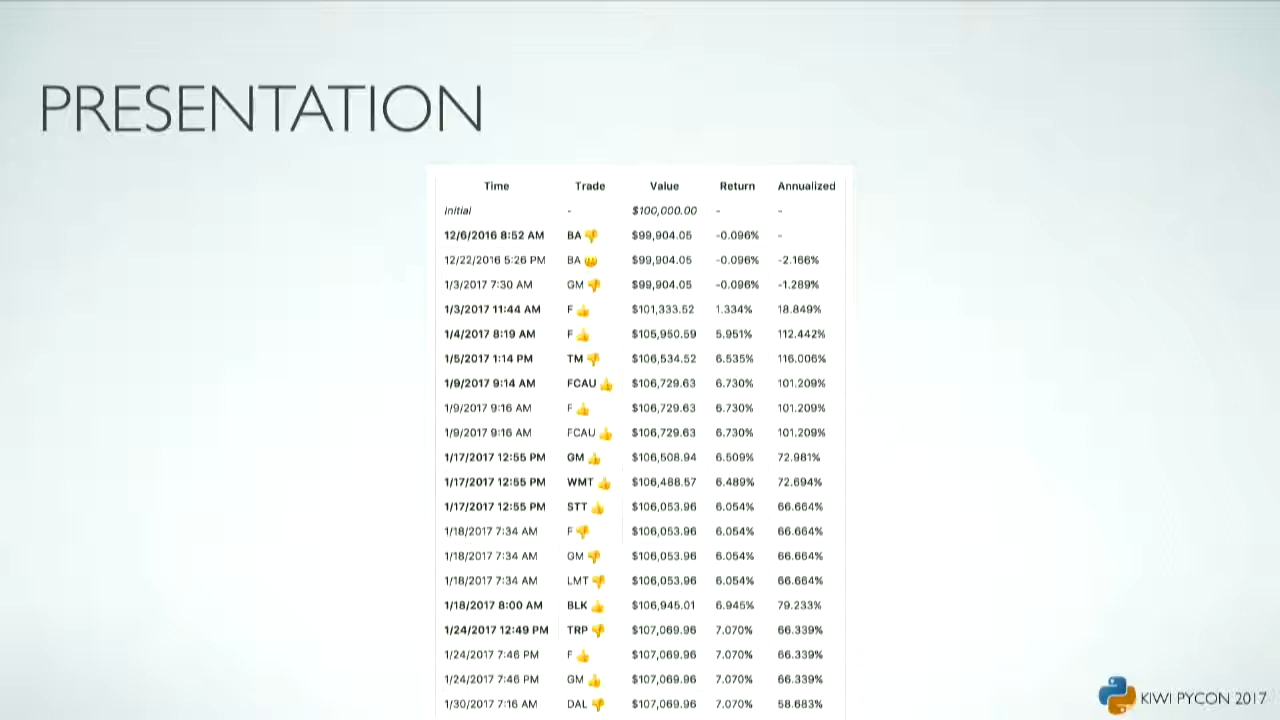 PRESENTATION
Time Trade Value Return Annualized
Initial - $100,000.00 - -
12/6/2016 8:52 AM BA 👎 $99,904.05 -0.096% -
12/22/2016 5:26 PM BA $99,904.05 -0.096% -2.166%
1/3/2017 7:30 AM GM 👎 $99,904.05 -0.096% -1.289%
1/3/2017 11:44 AM F 👍 $101,333.52 1.334% 18.849%
1/4/2017 8:19 AM F 👍 $105,950.59 5.951% 112.442%
1/5/2017 1:14 PM TM 👎 $106,534.52 6.535% 116.006%
1/9/2017 9:14 AM FCAU 👍 $106,729.63 6.730% 101.209%
1/9/2017 9:16 AM F 👍 $106,729.63 6.730% 101.209%
1/9/2017 9:16 AM FCAU 👍 $106,729.63 6.730% 101.209%
1/17/2017 12:55 PM GM 👍 $106,508.94 6.509% 72.981%
1/17/2017 12:55 PM WMT 👍 $106,488.57 6.489% 72.694%
1/17/2017 12:55 PM STT 👍 $106,053.96 6.054% 66.664%
1/18/2017 7:34 AM F 👎 $106,053.96 6.054% 66.664%
1/18/2017 7:34 AM GM 👎 $106,053.96 6.054% 66.664%
1/18/2017 7:34 AM LMT 👎 $106,053.96 6.054% 66.664%
1/18/2017 8:00 AM BLK 👍 $106,945.01 6.945% 79.233%
1/24/2017 12:49 PM TRP 👎 $107,069.96 7.070% 66.339%
1/24/2017 7:46 PM F 👍 $107,069.96 7.070% 66.339%
1/24/2017 7:46 PM GM 👍 $107,069.96 7.070% 66.339%
1/30/2017 7:16 AM DAL 👎 $107,069.96 7.070% 58.683%
KIWI PYCON 2017